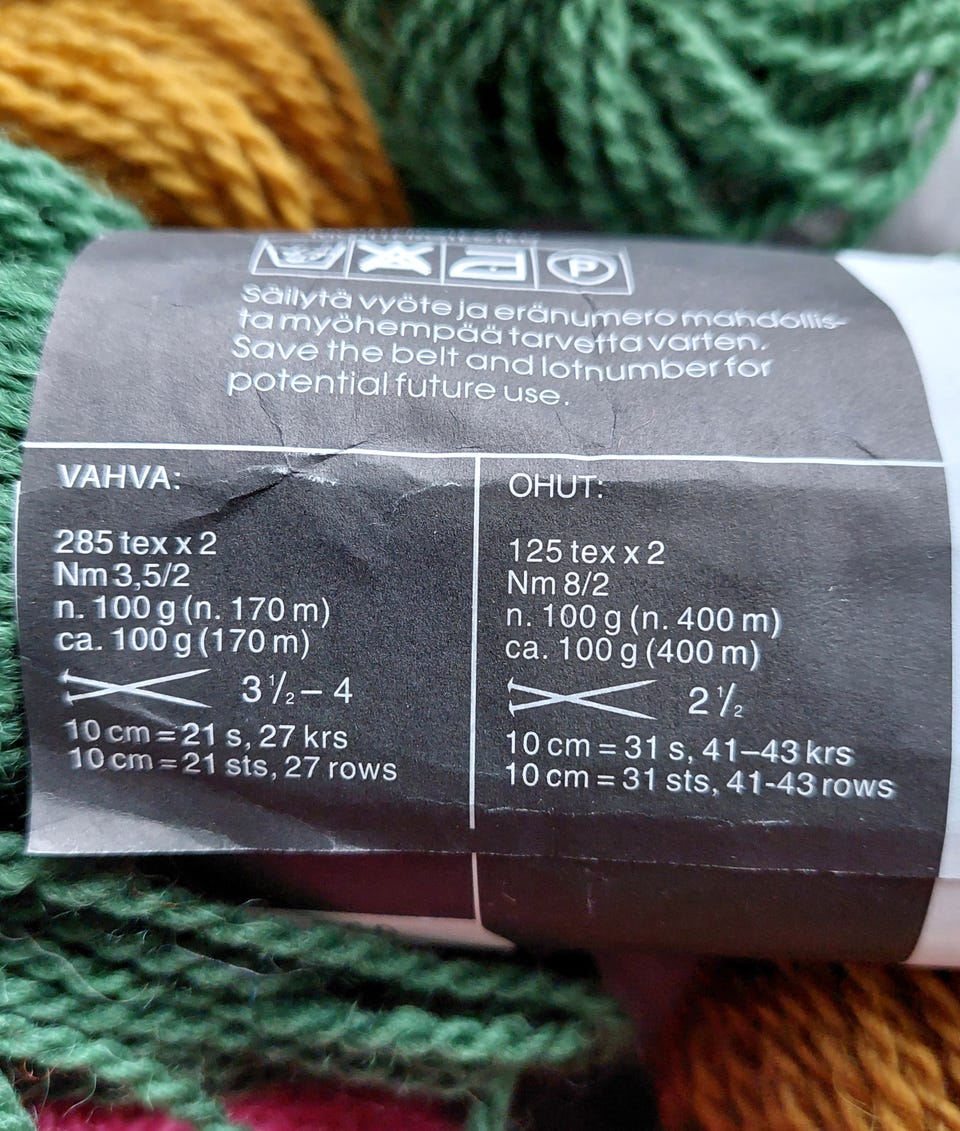 P
Säilytä vyöte ja eränumero mahdollis-
ta myöhempää tarvetta varten.
Save the belt and lotnumber for
potential future use.
VAHVA:
285 tex x 2
Nm 3,5/2
n. 100 g (n. 170 m)
ca. 100 g (170 m)
3 1/2 – 4
10 cm = 21 s, 27 krs
10 cm = 21 sts, 27 rows
OHUT:
125 tex x 2
Nm 8/2
n. 100 g (n. 400 m)
ca. 100 g (400 m)
2 1/2
10 cm = 31 s, 41–43 krs
10 cm = 31 sts, 41-43 rows